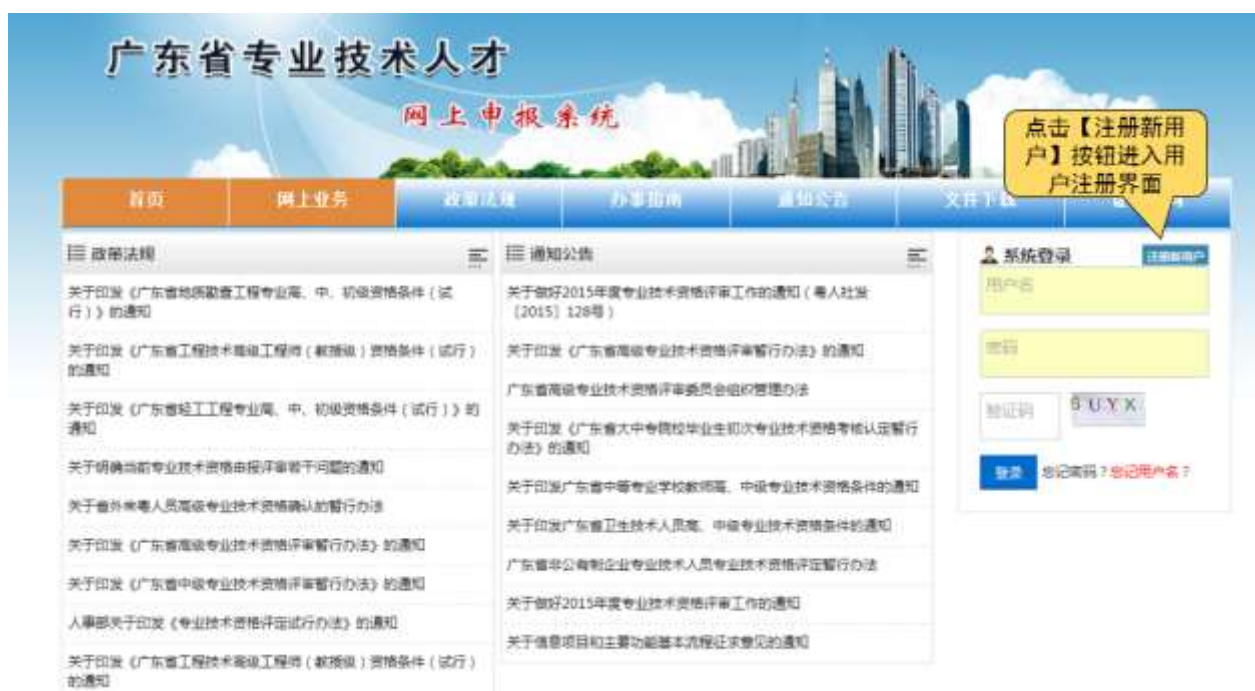 广东省专业技术人才
网上申报系统
点击【注册新用
户】按钮进入用
户注册界面
首页
网上业务
政策法规
办事指南
通知公告
文件下载
政策法规
关于印发《广东省地质勘查工程专业高、中、初级资格条件（试
行）》的通知
关于印发《广东省工程技术高级工程师（教授级）资格条件（试行）
的通知
关于印发《广东省轻工工程专业高、中、初级资格条件（试行）》的
通知
关于明确当前专业技术资格申报评审若干问题的通知
关于省外来粤人员高级专业技术资格确认的暂行办法
关于印发《广东省高级专业技术资格评审暂行办法》的通知
关于印发《广东省中级专业技术资格评审暂行办法》的通知
人事部关于印发《专业技术资格评定试行办法》的通知
关于印发《广东省工程技术高级工程师（教授级）资格条件（试行）
的通知
通知公告
关于做好2015年度专业技术资格评审工作的通知（粤人社发
〔2015〕128号）
关于印发《广东省高级专业技术资格评审暂行办法》的通知
广东省高级专业技术资格评审委员会组织管理办法
关于印发《广东省大中专院校毕业生初次专业技术资格考核认定暂行
办法》的通知
关于印发广东省中等专业学校教师高、中级专业技术资格条件的通知
关于印发广东省卫生技术人员高、中级专业技术资格条件的通知
广东省非公有制企业专业技术人员专业技术资格评定暂行办法
关于做好2015年度专业技术资格评审工作的通知
关于信息项目和主要功能基本流程征求意见的通知
系统登录
注册新用户
用户名
密码
验证码
6 U Y X
登录 忘记密码？忘记用户名？